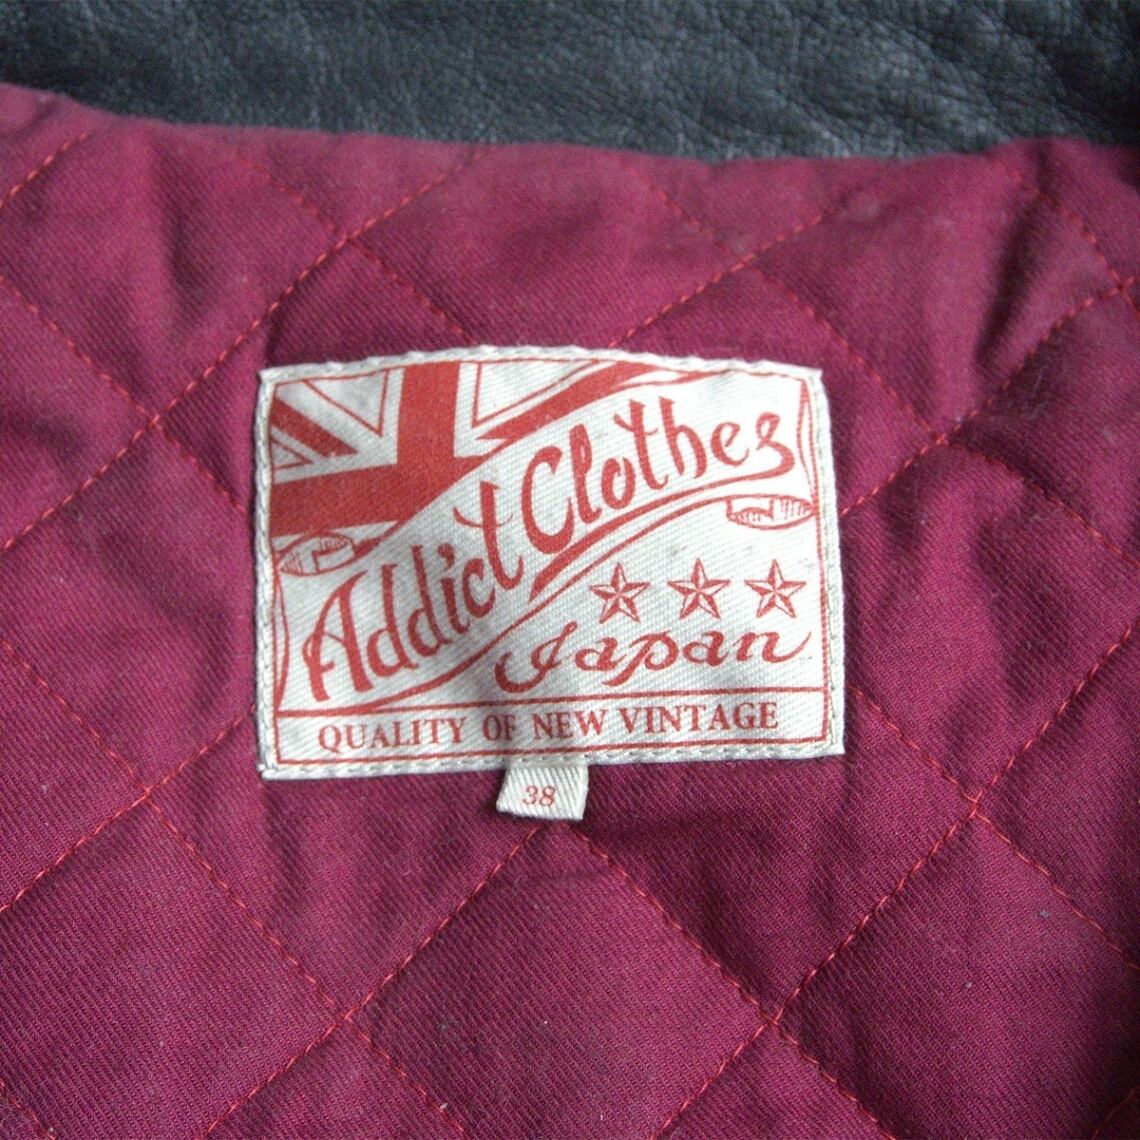 Addict Clothes
Japan
QUALITY OF NEW VINTAGE
38